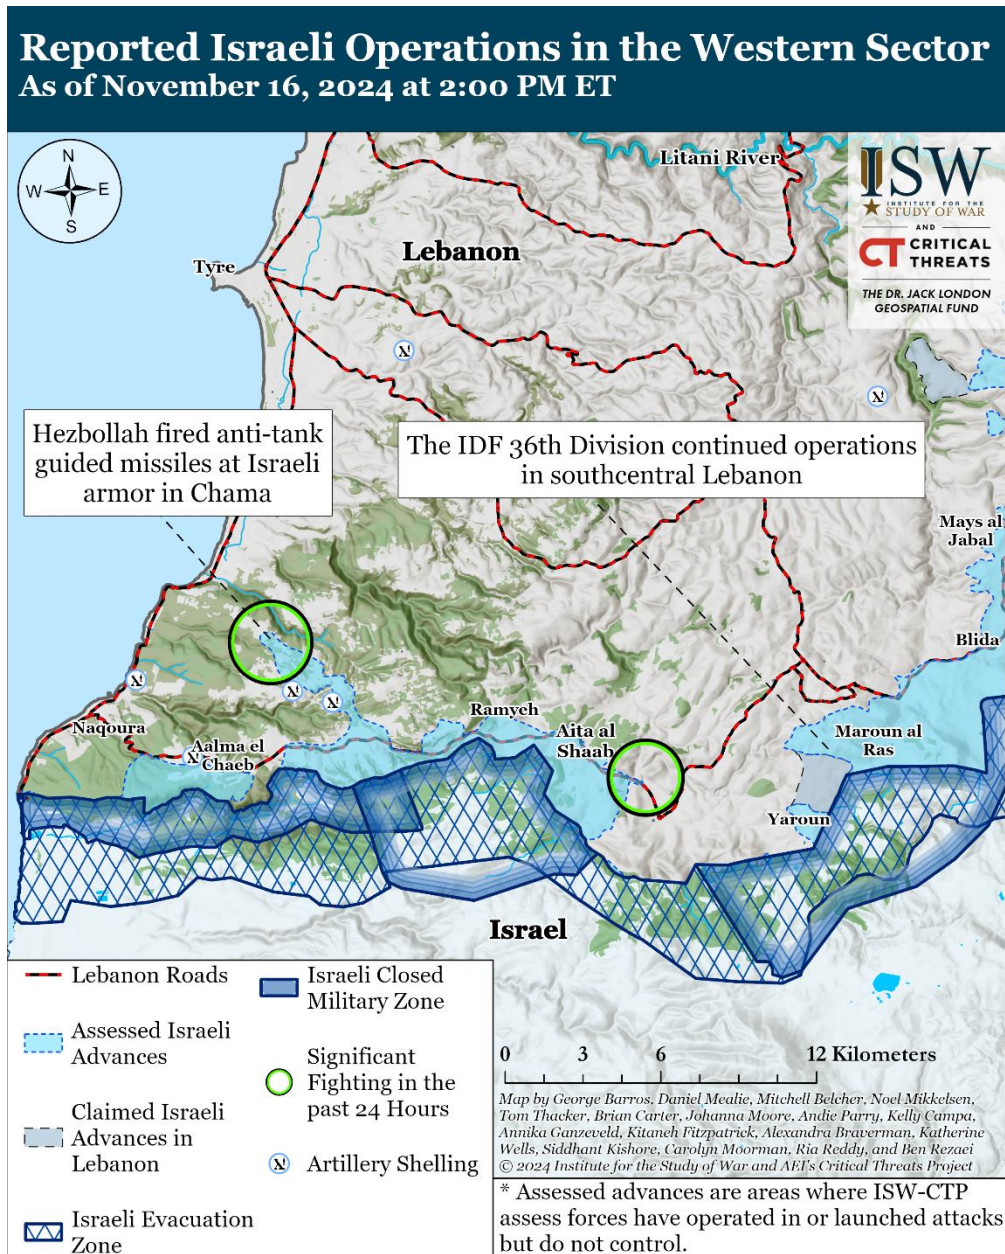 Reported Israeli Operations in the Western Sector
As of November 16, 2024 at 2:00 PM ET
N
W
E
S
Litani River
ISW
INSTITUTE FOR THE
STUDY OF WAR
AND
CT CRITICAL
THREATS
THE DR. JACK LONDON
GEOSPATIAL FUND
Lebanon
Tyre
Hezbollah fired anti-tank
guided missiles at Israeli
armor in Chama
The IDF 36th Division continued operations
in southcentral Lebanon
Mays al
Jabal
Blida
Naqoura
Aalma el
Chaeb
Ramyeh
Aita al
Shaab
Maroun al
Ras
Yaroun
Israel
Lebanon Roads
Assessed Israeli
Advances
Claimed Israeli
Advances in
Lebanon
Israeli Evacuation
Zone
Israeli Closed
Military Zone
Significant
Fighting in the
past 24 Hours
Artillery Shelling
0 3 6 12 Kilometers
Map by George Barros, Daniel Mealie, Mitchell Belcher, Noel Mikkelsen,
Tom Thacker, Brian Carter, Johanna Moore, Andie Parry, Kelly Campa,
Annika Ganzeveld, Kitaneh Fitzpatrick, Alexandra Braverman, Katherine
Wells, Siddhant Kishore, Carolyn Moorman, Ria Reddy, and Ben Rezaei
© 2024 Institute for the Study of War and AEI's Critical Threats Project
* Assessed advances are areas where ISW-CTP
assess forces have operated in or launched attacks
but do not control.